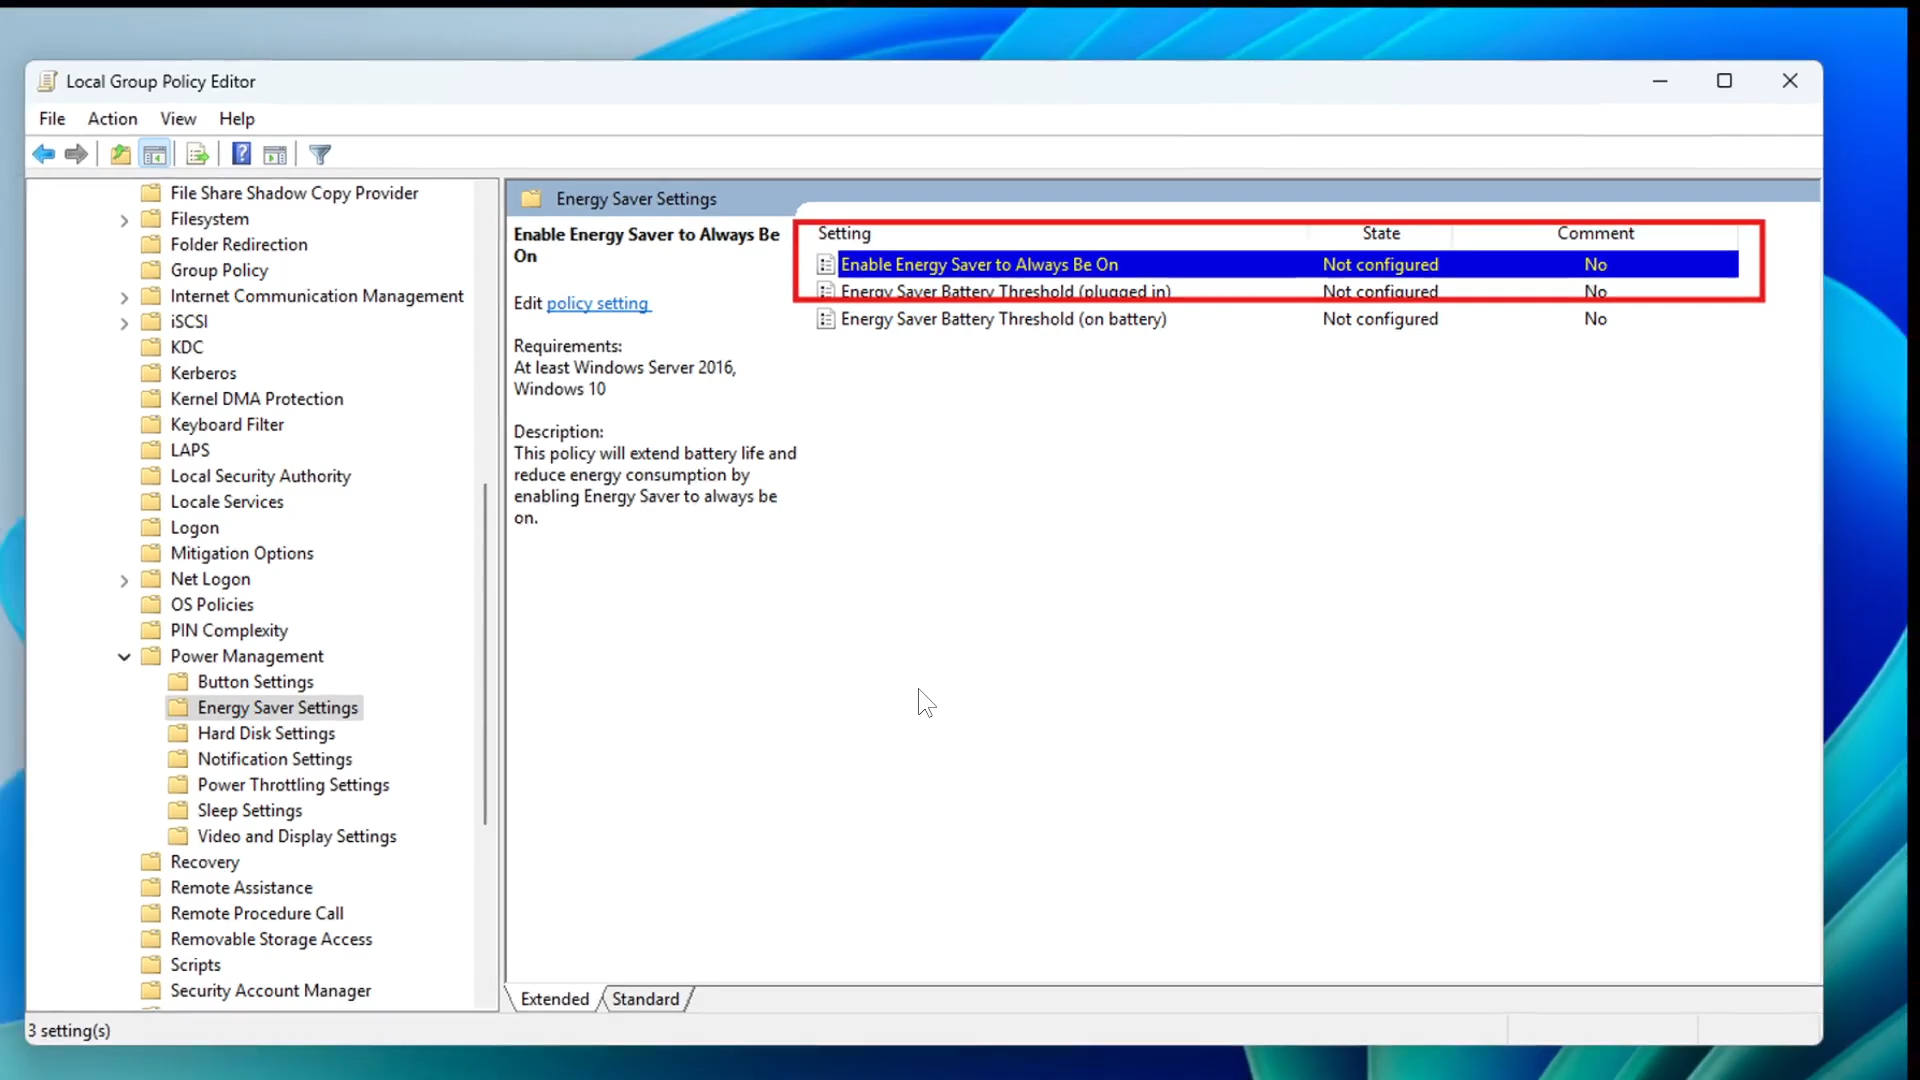 Local Group Policy Editor
File Action View Help
File Share Shadow Copy Provider
Filesystem
Folder Redirection
Group Policy
Internet Communication Management
iSCSI
KDC
Kerberos
Kernel DMA Protection
Keyboard Filter
LAPS
Local Security Authority
Locale Services
Logon
Mitigation Options
Net Logon
OS Policies
PIN Complexity
Power Management
Button Settings
Energy Saver Settings
Hard Disk Settings
Notification Settings
Power Throttling Settings
Sleep Settings
Video and Display Settings
Recovery
Remote Assistance
Remote Procedure Call
Removable Storage Access
Scripts
Security Account Manager
Energy Saver Settings
Enable Energy Saver to Always Be
On
Edit policy setting
Requirements:
At least Windows Server 2016,
Windows 10
Description:
This policy will extend battery life and
reduce energy consumption by
enabling Energy Saver to always be
on.
Setting State Comment
Enable Energy Saver to Always Be On Not configured No
Energy Saver Battery Threshold (plugged in) Not configured No
Energy Saver Battery Threshold (on battery) Not configured No
Extended Standard
3 setting(s)